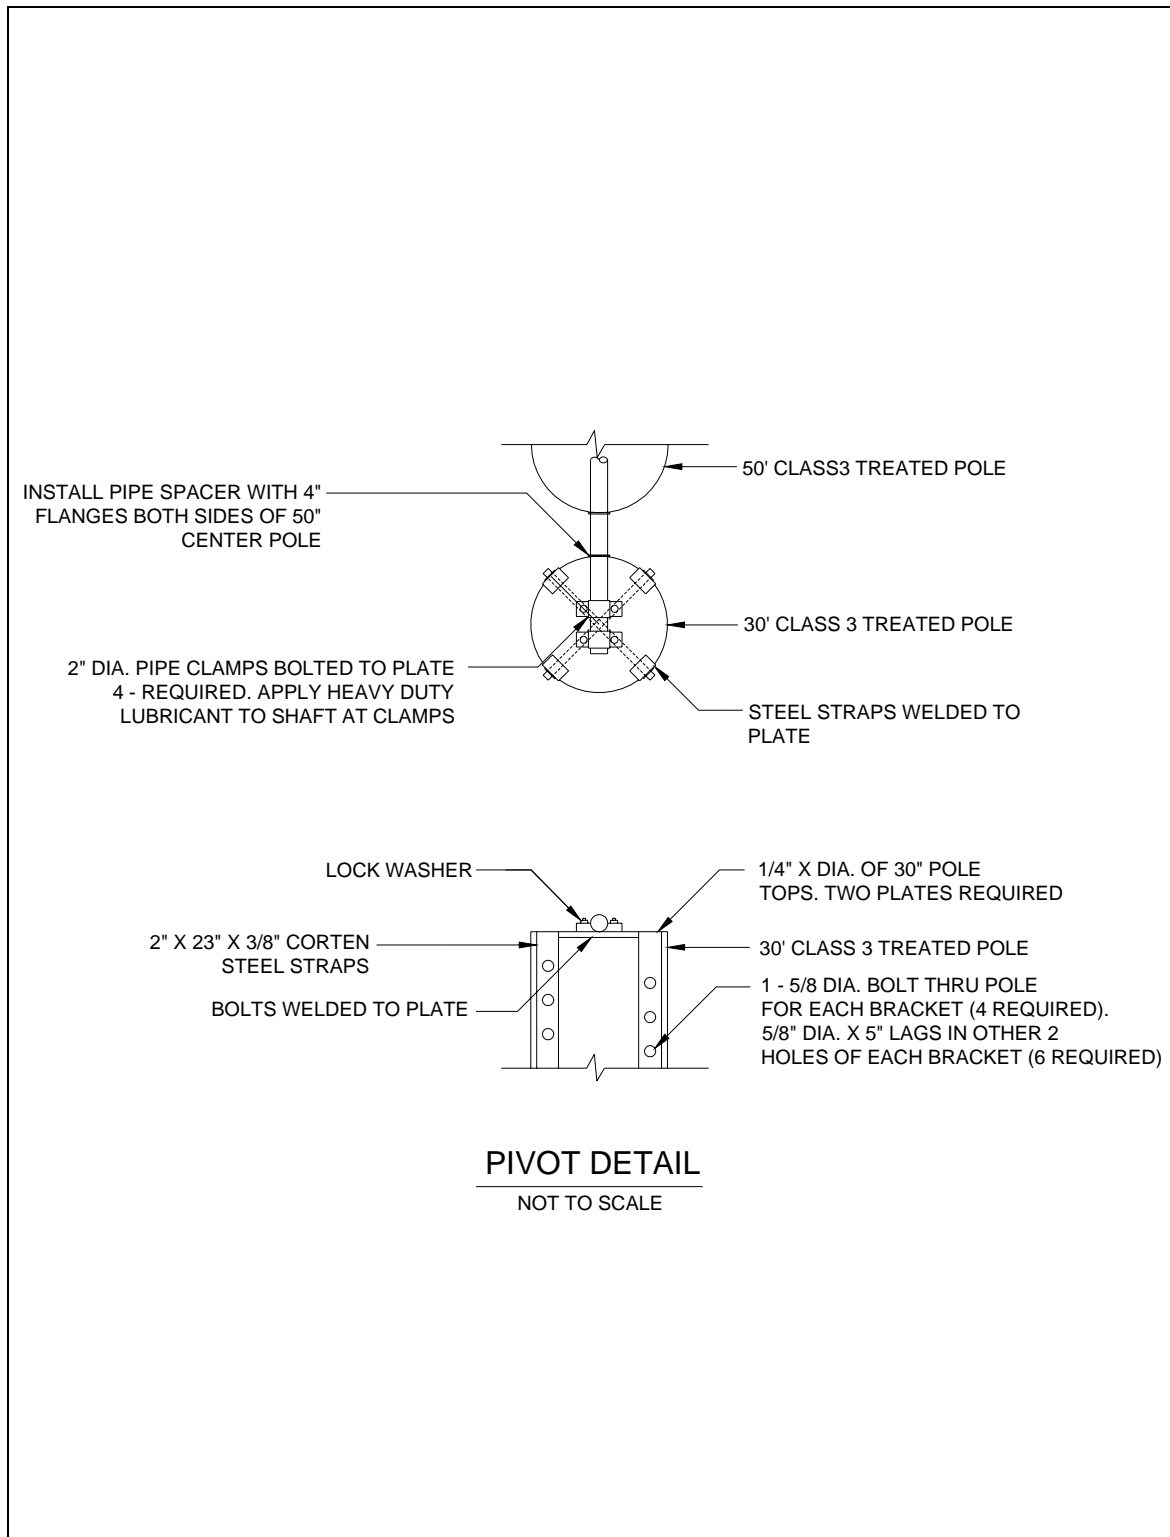 50' CLASS3 TREATED POLE
INSTALL PIPE SPACER WITH 4"
FLANGES BOTH SIDES OF 50"
CENTER POLE
30' CLASS 3 TREATED POLE
2" DIA. PIPE CLAMPS BOLTED TO PLATE
4 - REQUIRED. APPLY HEAVY DUTY
LUBRICANT TO SHAFT AT CLAMPS
STEEL STRAPS WELDED TO
PLATE
LOCK WASHER
1/4" X DIA. OF 30" POLE
TOPS. TWO PLATES REQUIRED
2" X 23" X 3/8" CORTEN
STEEL STRAPS
30' CLASS 3 TREATED POLE
BOLTS WELDED TO PLATE
1 - 5/8 DIA. BOLT THRU POLE
FOR EACH BRACKET (4 REQUIRED).
5/8" DIA. X 5" LAGS IN OTHER 2
HOLES OF EACH BRACKET (6 REQUIRED)
PIVOT DETAIL
NOT TO SCALE